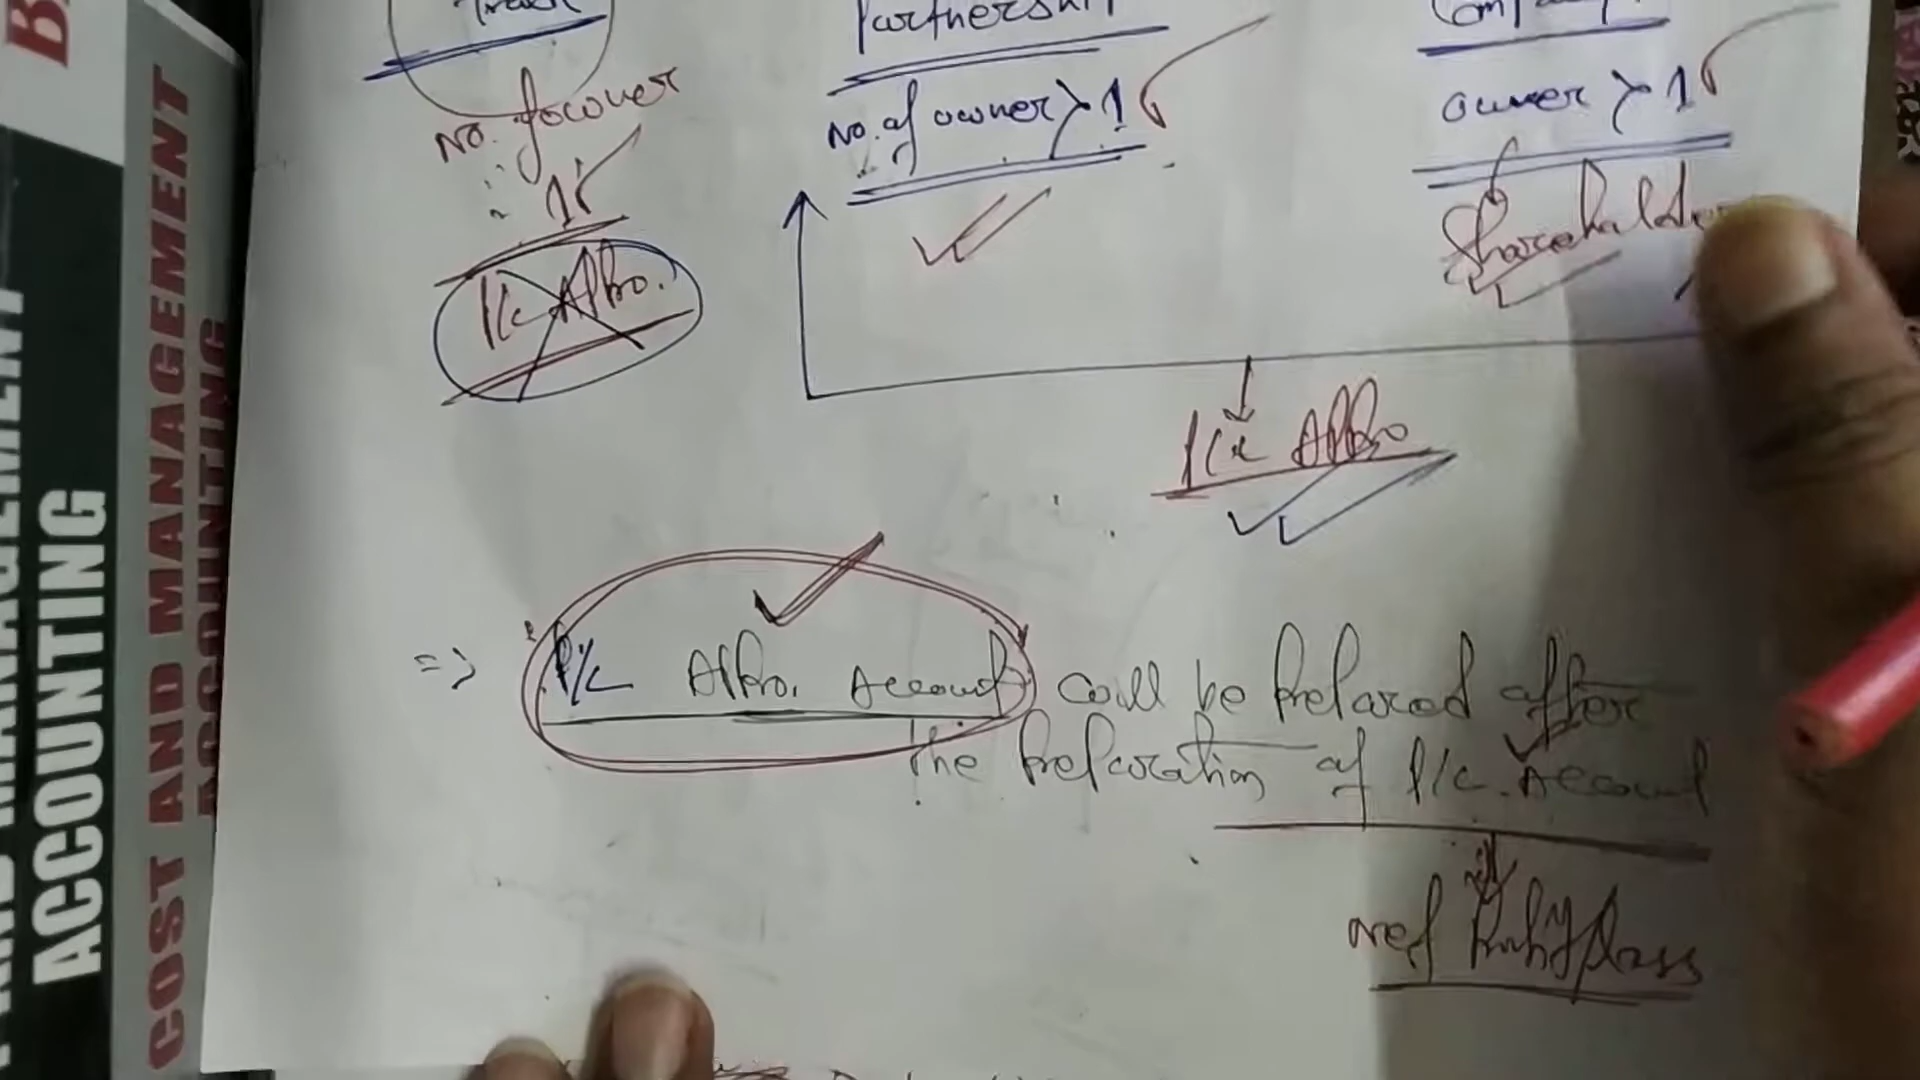 Partnership
Company
No. of owner
No. of owner > 1
owner > 1
1
Shareholder
P/L Appro.
P/L Appro
=> P/L Appro. Account will be prepared after
the preparation of P/L. Account
net Profit/loss
ACCOUNTING
COST AND MANAGEMENT
ACCOUNTING